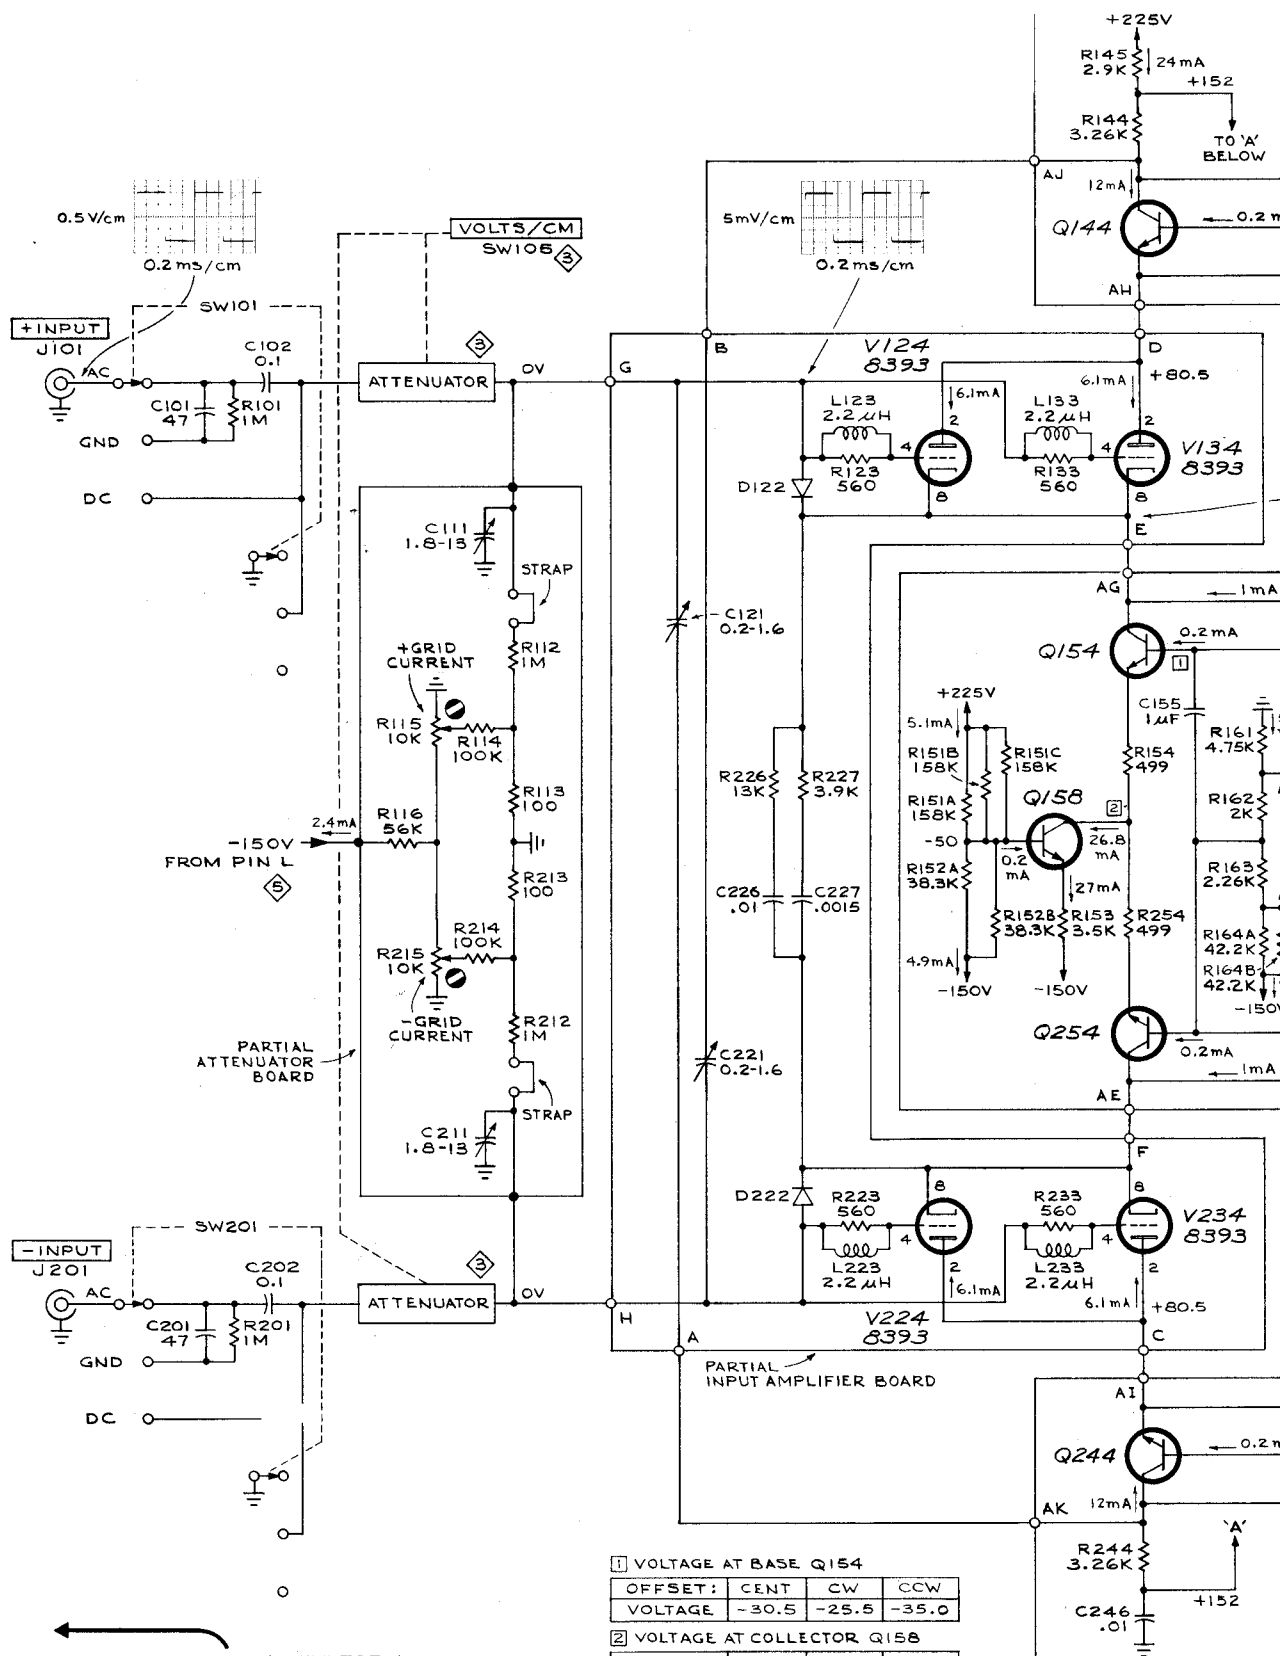 +225V
R145
2.9K
24mA
+152
R144
3.26K
TO 'A'
BELOW
AJ
12mA
Q144
0.2 m
AH
0.5V/cm
0.2ms/cm
VOLTS/CM
SW105
3
5mV/cm
0.2ms/cm
+INPUT
J101
SW101
AC
C102
0.1
C101
47
R101
1M
GND
DC
3
ATTENUATOR
OV
G
B
V124
8393
D
6.1mA
6.1mA
+80.5
L123
2.2µH
2
4
R123
560
8
L133
2.2µH
2
4
R133
560
8
V134
8393
D122
E
C111
1.8-13
STRAP
AG
1mA
C121
0.2-1.6
R112
1M
+GRID
CURRENT
R115
10K
R114
100K
Q154
0.2mA
1
+225V
5.1mA
C155
1µF
R151B
158K
R151C
158K
R154
499
R161
4.75K
R113
100
R226
13K
R227
3.9K
R151A
158K
Q158
2
R162
2K
2.4mA
R116
56K
-150V
FROM PIN L
5
-50
0.2
mA
26.8
mA
R213
100
R152A
38.3K
27mA
R163
2.26K
C226
.01
C227
.0015
R152B
38.3K
R153
3.5K
R254
499
R164A
42.2K
R214
100K
R215
10K
4.9mA
-150V
-150V
R164B
42.2K
-150V
-GRID
CURRENT
R212
1M
Q254
0.2mA
1mA
PARTIAL
ATTENUATOR
BOARD
C221
0.2-1.6
AE
STRAP
C211
1.8-13
F
D222
R223
560
8
4
L223
2.2µH
2
R233
560
8
4
L233
2.2µH
2
V234
8393
SW201
-INPUT
J201
AC
C202
0.1
3
ATTENUATOR
OV
6.1mA
6.1mA
+80.5
C201
47
R201
1M
H
V224
8393
C
A
GND
PARTIAL
INPUT AMPLIFIER BOARD
DC
AI
Q244
0.2 m
12mA
AK
'A'
R244
3.26K
+152
C246
.01
1 VOLTAGE AT BASE Q154
OFFSET: CENT CW CCW
VOLTAGE -30.5 -25.5 -35.0
2 VOLTAGE AT COLLECTOR Q158